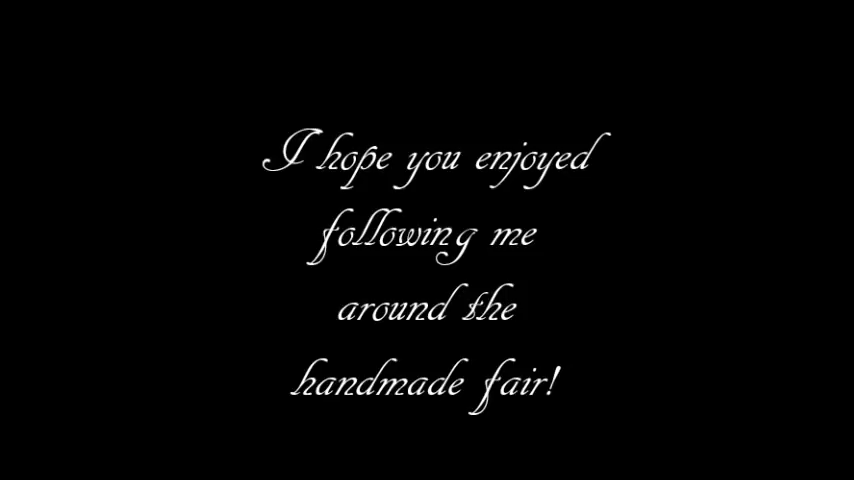 I hope you enjoyed
following me
around the
handmade fair!